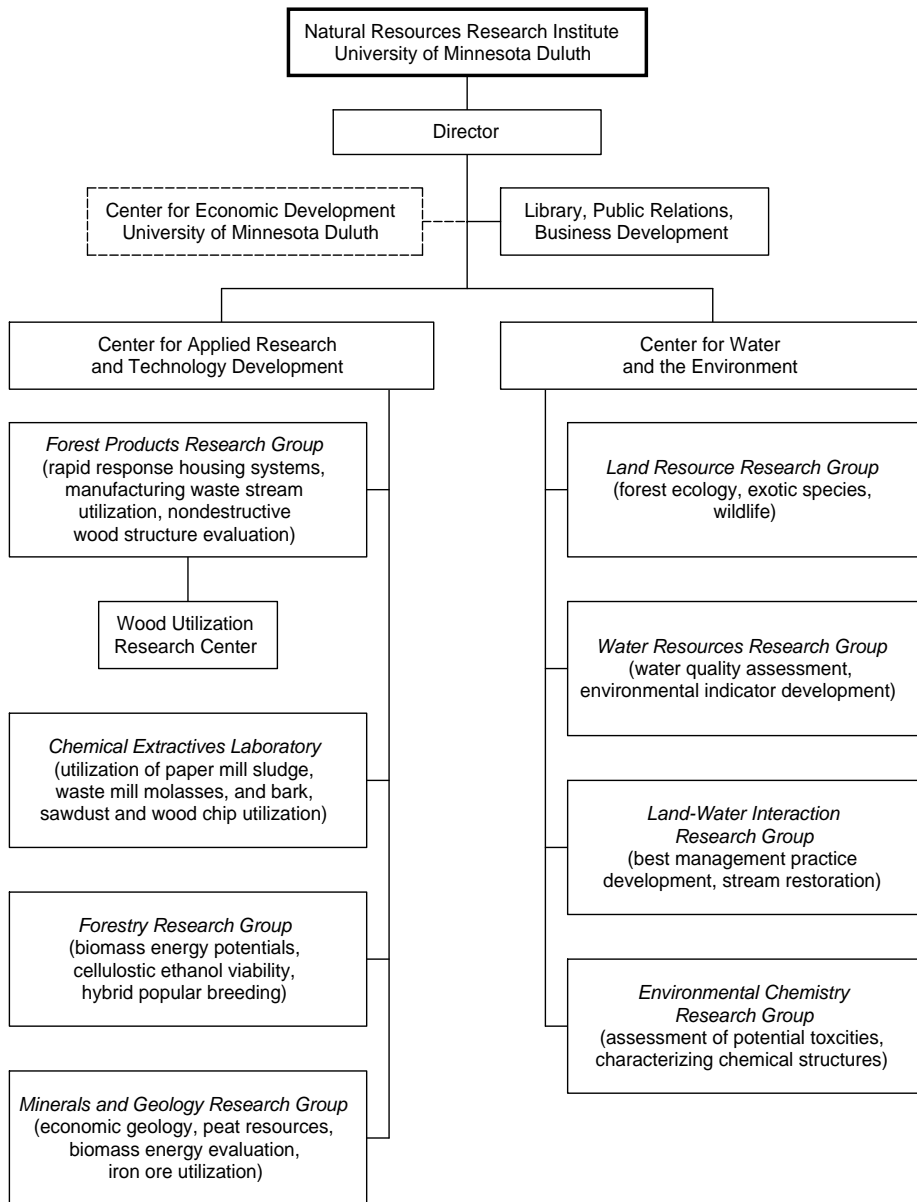 Natural Resources Research Institute
University of Minnesota Duluth
Director
Center for Economic Development
University of Minnesota Duluth
Library, Public Relations,
Business Development
Center for Applied Research
and Technology Development
Forest Products Research Group
(rapid response housing systems,
manufacturing waste stream
utilization, nondestructive
wood structure evaluation)
Wood Utilization
Research Center
Chemical Extractives Laboratory
(utilization of paper mill sludge,
waste mill molasses, and bark,
sawdust and wood chip utilization)
Forestry Research Group
(biomass energy potentials,
cellulostic ethanol viability,
hybrid popular breeding)
Minerals and Geology Research Group
(economic geology, peat resources,
biomass energy evaluation,
iron ore utilization)
Center for Water
and the Environment
Land Resource Research Group
(forest ecology, exotic species,
wildlife)
Water Resources Research Group
(water quality assessment,
environmental indicator development)
Land-Water Interaction
Research Group
(best management practice
development, stream restoration)
Environmental Chemistry
Research Group
(assessment of potential toxcities,
characterizing chemical structures)